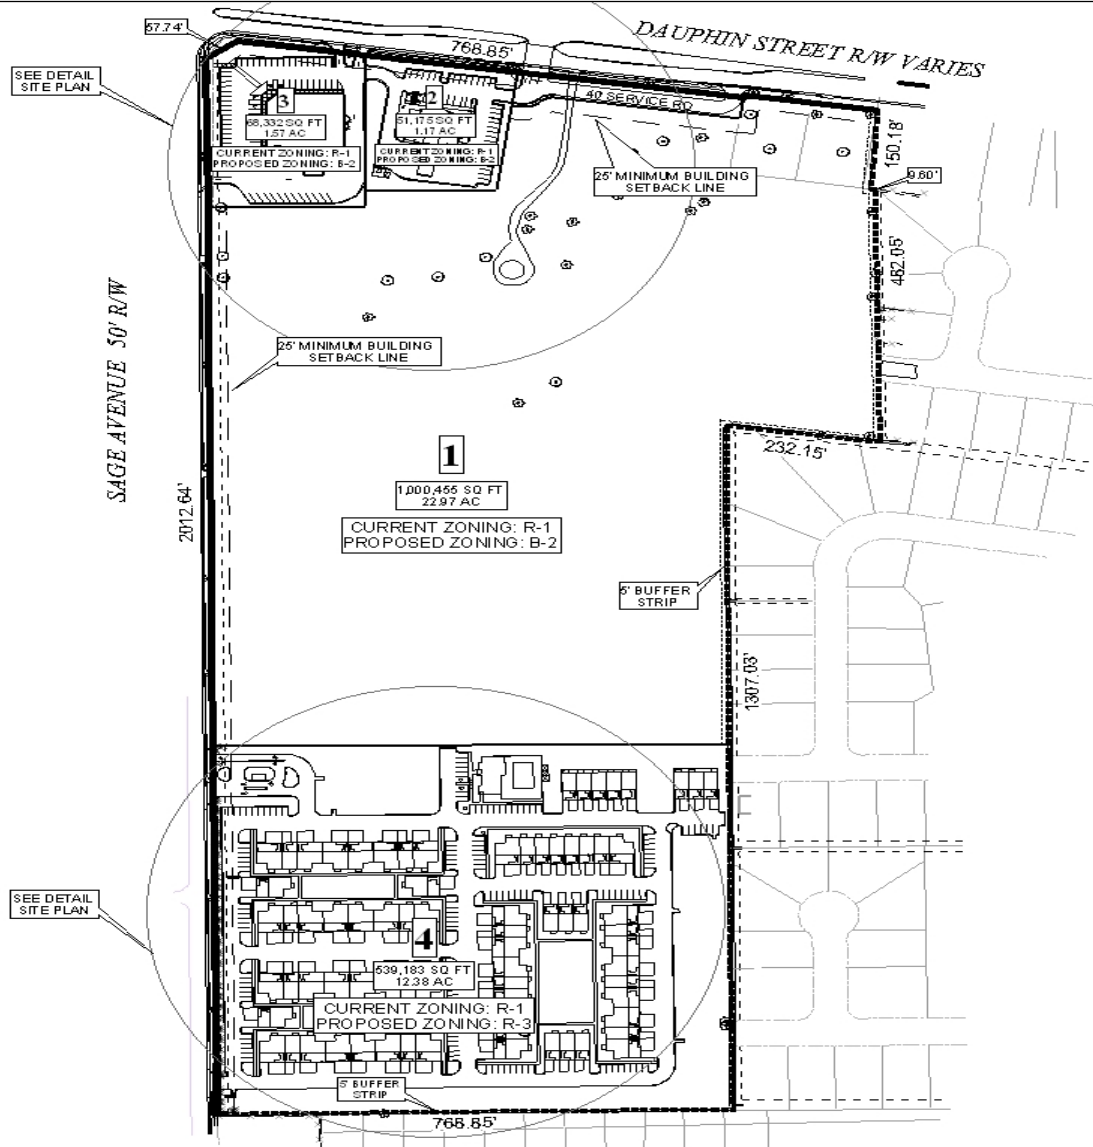 57.74'
768.85'
DAUPHIN STREET R/W VARIES
SEE DETAIL
SITE PLAN
3
68,332 SQ FT
1.57 AC
CURRENT ZONING: R-1
PROPOSED ZONING: B-2
2
51,175 SQ FT
1.17 AC
CURRENT ZONING: R-1
PROPOSED ZONING: B-2
40 SERVICE RD
25' MINIMUM BUILDING
SETBACK LINE
150.18'
9.60'
482.05'
SAGE AVENUE 50' R/W
25' MINIMUM BUILDING
SETBACK LINE
1
1,000,455 SQ FT
22.97 AC
CURRENT ZONING: R-1
PROPOSED ZONING: B-2
232.15'
2012.64'
5' BUFFER
STRIP
1307.03'
SEE DETAIL
SITE PLAN
4
539,183 SQ FT
12.38 AC
CURRENT ZONING: R-1
PROPOSED ZONING: R-3
5' BUFFER
STRIP
768.85'